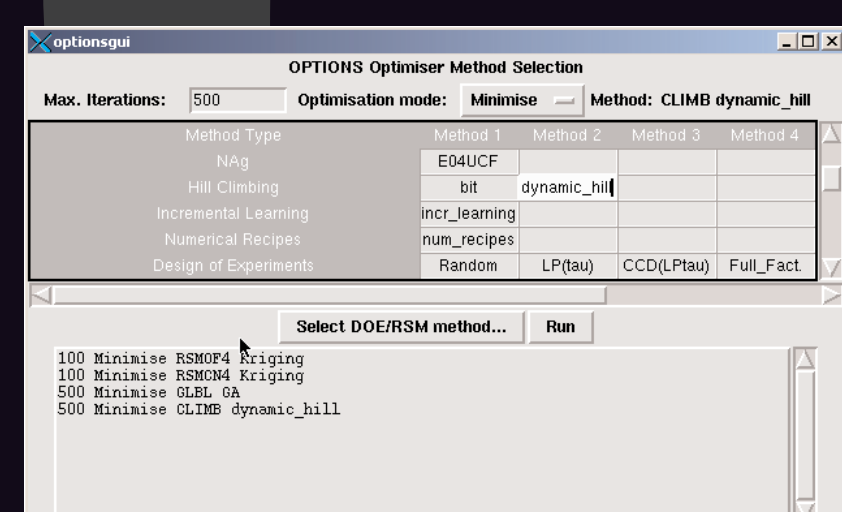 optionsgui
OPTIONS Optimiser Method Selection
Max. Iterations: 500 Optimisation mode: Minimise Method: CLIMB dynamic_hill
Method Type Method 1 Method 2 Method 3 Method 4
NAg E04UCF
Hill Climbing bit dynamic_hill
Incremental Learning incr_learning
Numerical Recipes num_recipes
Design of Experiments Random LP(tau) CCD(LPtau) Full_Fact.
Select DOE/RSM method... Run
100 Minimise RSMOF4 Kriging
100 Minimise RSMCN4 Kriging
500 Minimise GLBL GA
500 Minimise CLIMB dynamic_hill